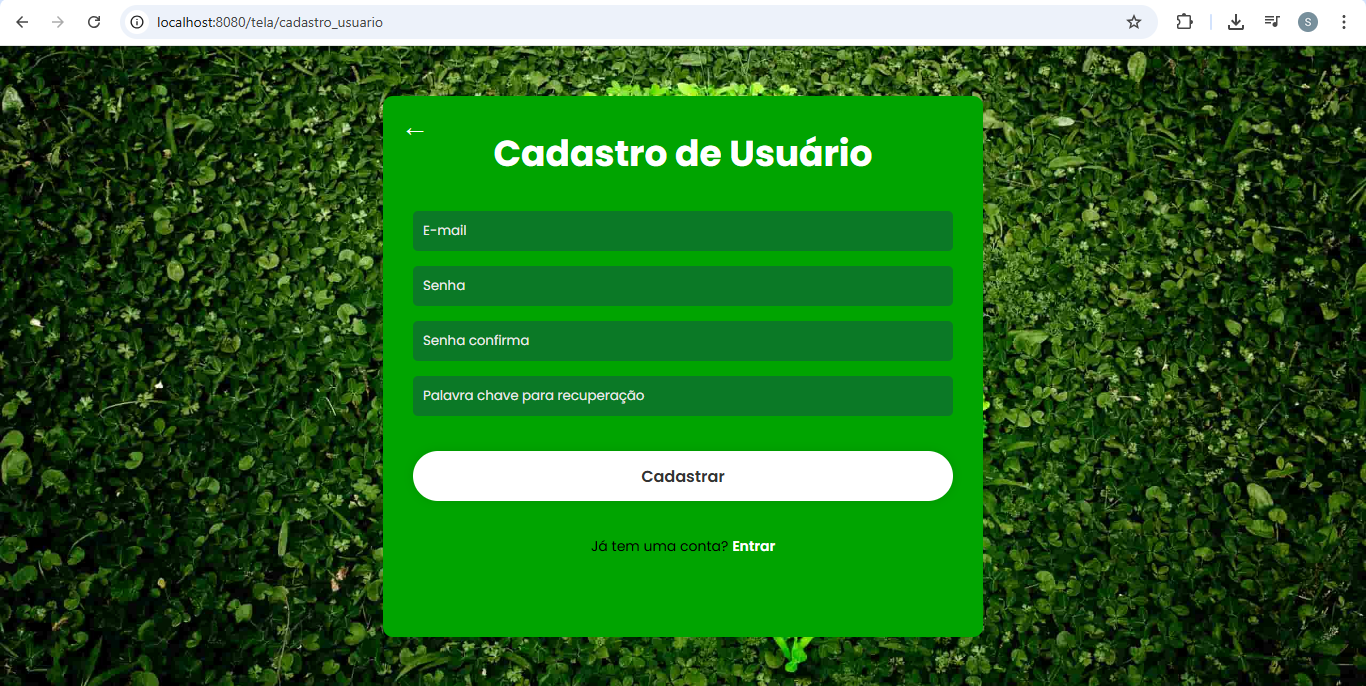 localhost:8080/tela/cadastro_usuario
S
←
Cadastro de Usuário
E-mail
Senha
Senha confirma
Palavra chave para recuperação
Cadastrar
Já tem uma conta? Entrar